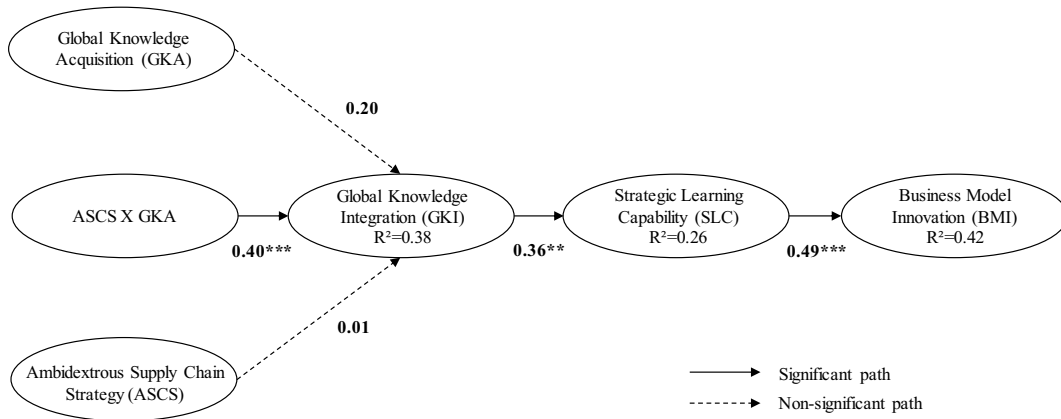 Global Knowledge
Acquisition (GKA)
0.20
ASCS X GKA
0.40***
Global Knowledge
Integration (GKI)
R²=0.38
0.36**
Strategic Learning
Capability (SLC)
R²=0.26
0.49***
Business Model
Innovation (BMI)
R²=0.42
0.01
Ambidextrous Supply Chain
Strategy (ASCS)
Significant path
Non-significant path